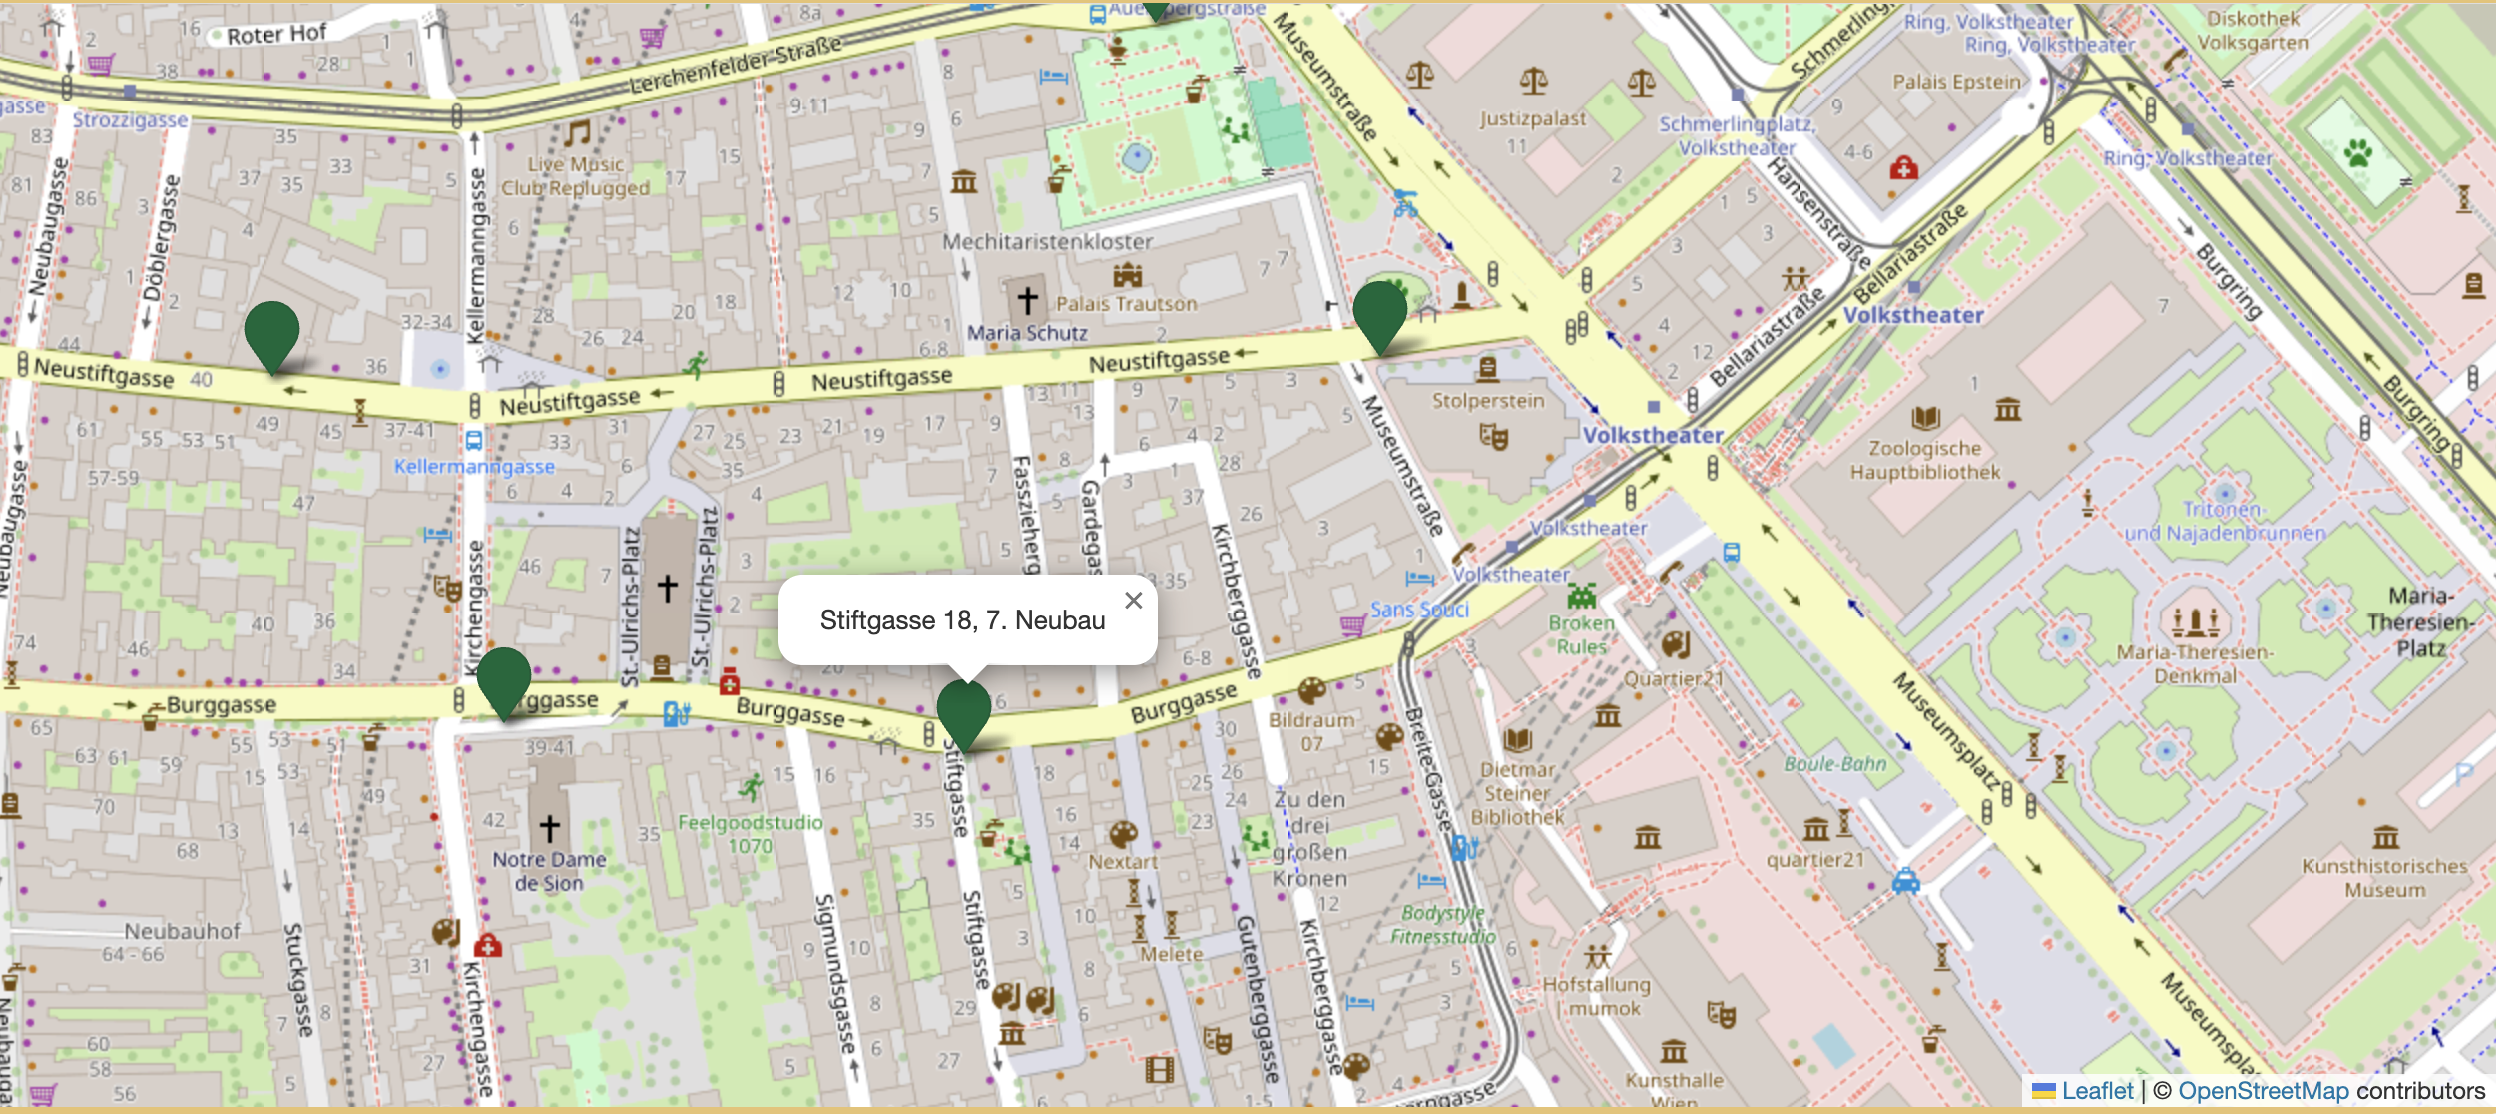 Roter Hof
Lerchenfelder Straße
Auerspergstraße
Museumstraße
Schmerlingplatz,
Volkstheater
Ring, Volkstheater
Ring, Volkstheater
Diskothek
Volksgarten
Palais Epstein
Justizpalast
11
Ring, Volkstheater
Strozzigasse
Neubaugasse
Döblergasse
Kellermanngasse
Live Music
Club Replugged
Mechitaristenkloster
Palais Trautson
Maria Schutz
Hansenstraße
Bellariastraße
Bellariastraße
Volkstheater
Burgring
Burgring
Neustiftgasse
40
Neustiftgasse
Neustiftgasse
Neustiftgasse
Stolperstein
Museumstraße
Volkstheater
Zoologische
Hauptbibliothek
Kellermanngasse
Neubaugasse
Kirchengasse
St.-Ulrichs-Platz
St.-Ulrichs-Platz
Kirchberggasse
Volkstheater
Volkstheater
Sans Souci
Broken
Rules
Tritonen-
und Najadenbrunnen
Maria-
Theresien-
Platz
Maria-Theresien-
Denkmal
Stiftgasse 18, 7. Neubau
×
Quartier21
Burggasse
Burggasse
Burggasse
Bildraum
07
Museumsplatz
Boule-Bahn
Dietmar
Steiner
Bibliothek
Breite Gasse
Stiftgasse
Feelgoodstudio
1070
Notre Dame
de Sion
Nextart
Zu den
drei
großen
Kronen
quartier21
Kunsthistorisches
Museum
Neubauhof
64 - 66
Stuckgasse
Kirchengasse
Sigmundsgasse
Stiftgasse
Melete
Gutenberggasse
Kirchberggasse
Bodystyle
Fitnesstudio
Hofstallung
| mumok
Kunsthalle
Wien
Leaflet | © OpenStreetMap contributors